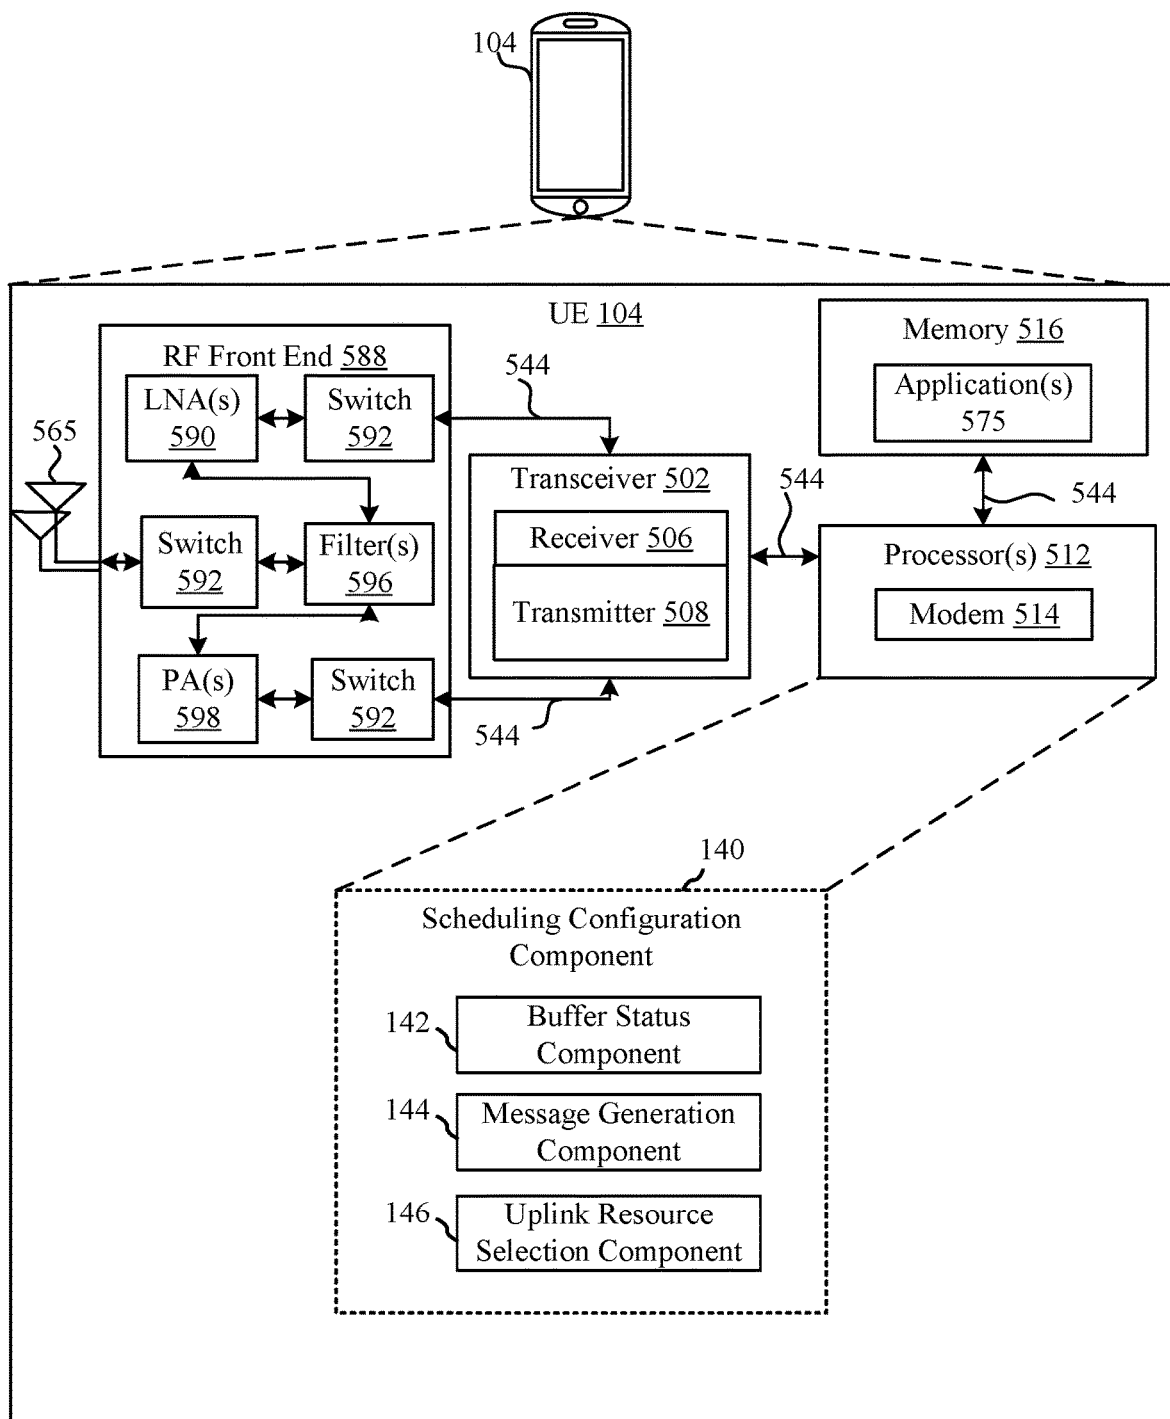 104
UE 104
RF Front End 588
LNA(s)
590
Switch
592
544
565
Switch
592
Filter(s)
596
PA(s)
598
Switch
592
544
Transceiver 502
Receiver 506
Transmitter 508
544
Memory 516
Application(s)
575
544
Processor(s) 512
Modem 514
140
Scheduling Configuration
Component
142
Buffer Status
Component
144
Message Generation
Component
146
Uplink Resource
Selection Component